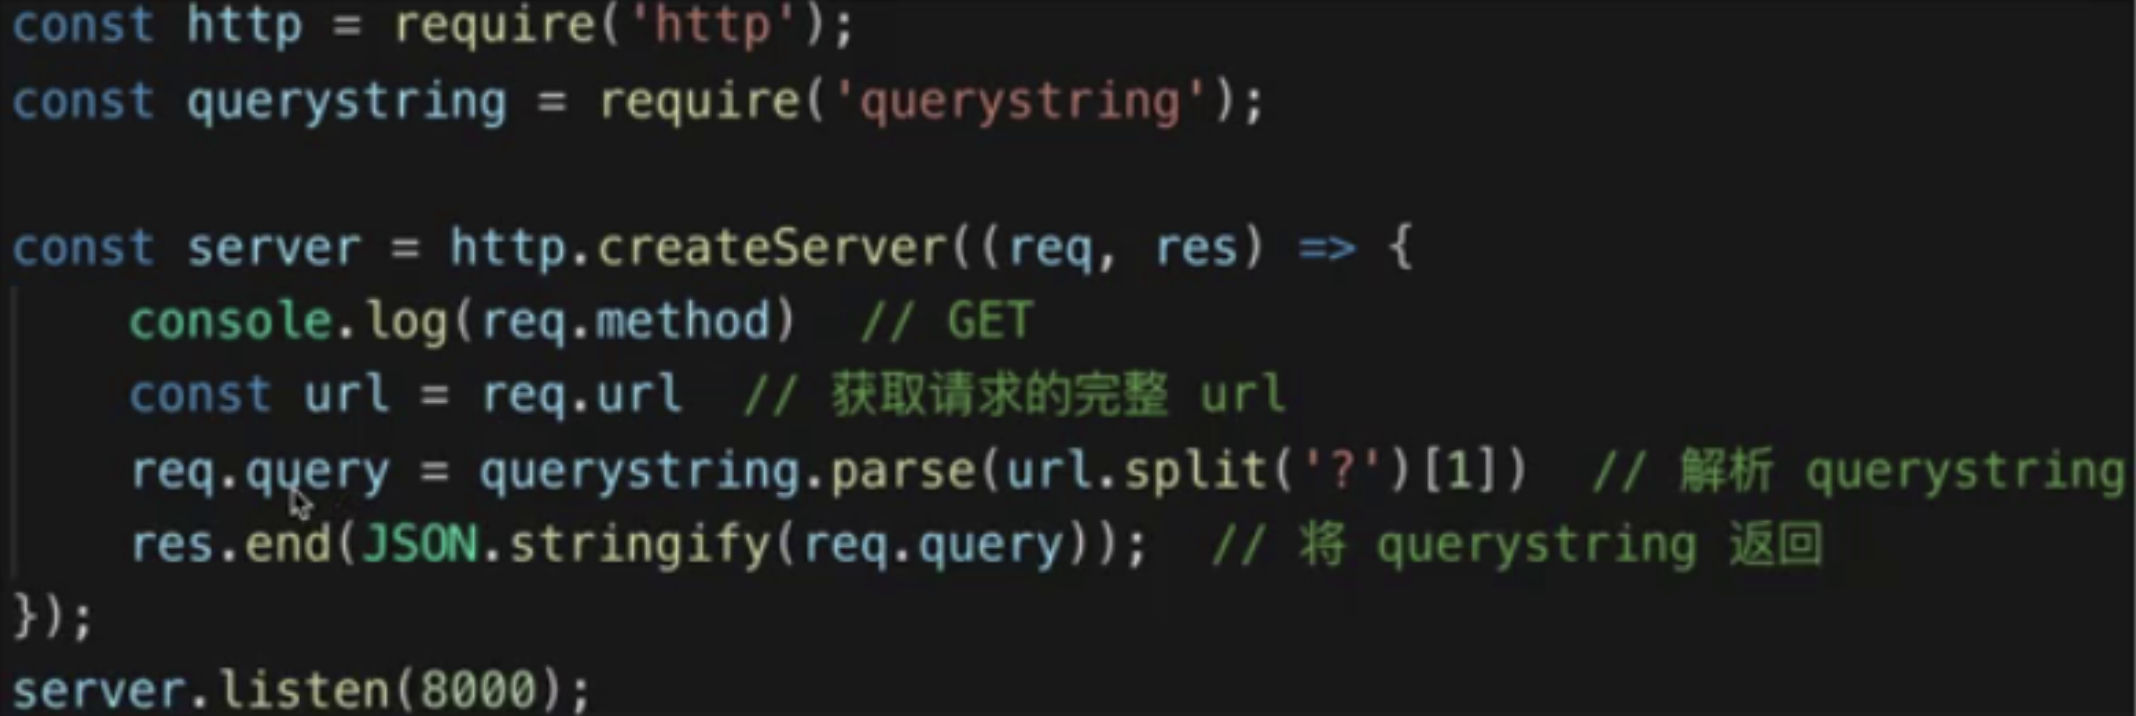 const http = require('http');
const querystring = require('querystring');
const server = http.createServer((req, res) => {
console.log(req.method)  // GET
const url = req.url  // 获取请求的完整 url
req.query = querystring.parse(url.split('?')[1])  // 解析 querystring
res.end(JSON.stringify(req.query));  // 将 querystring 返回
});
server.listen(8000);